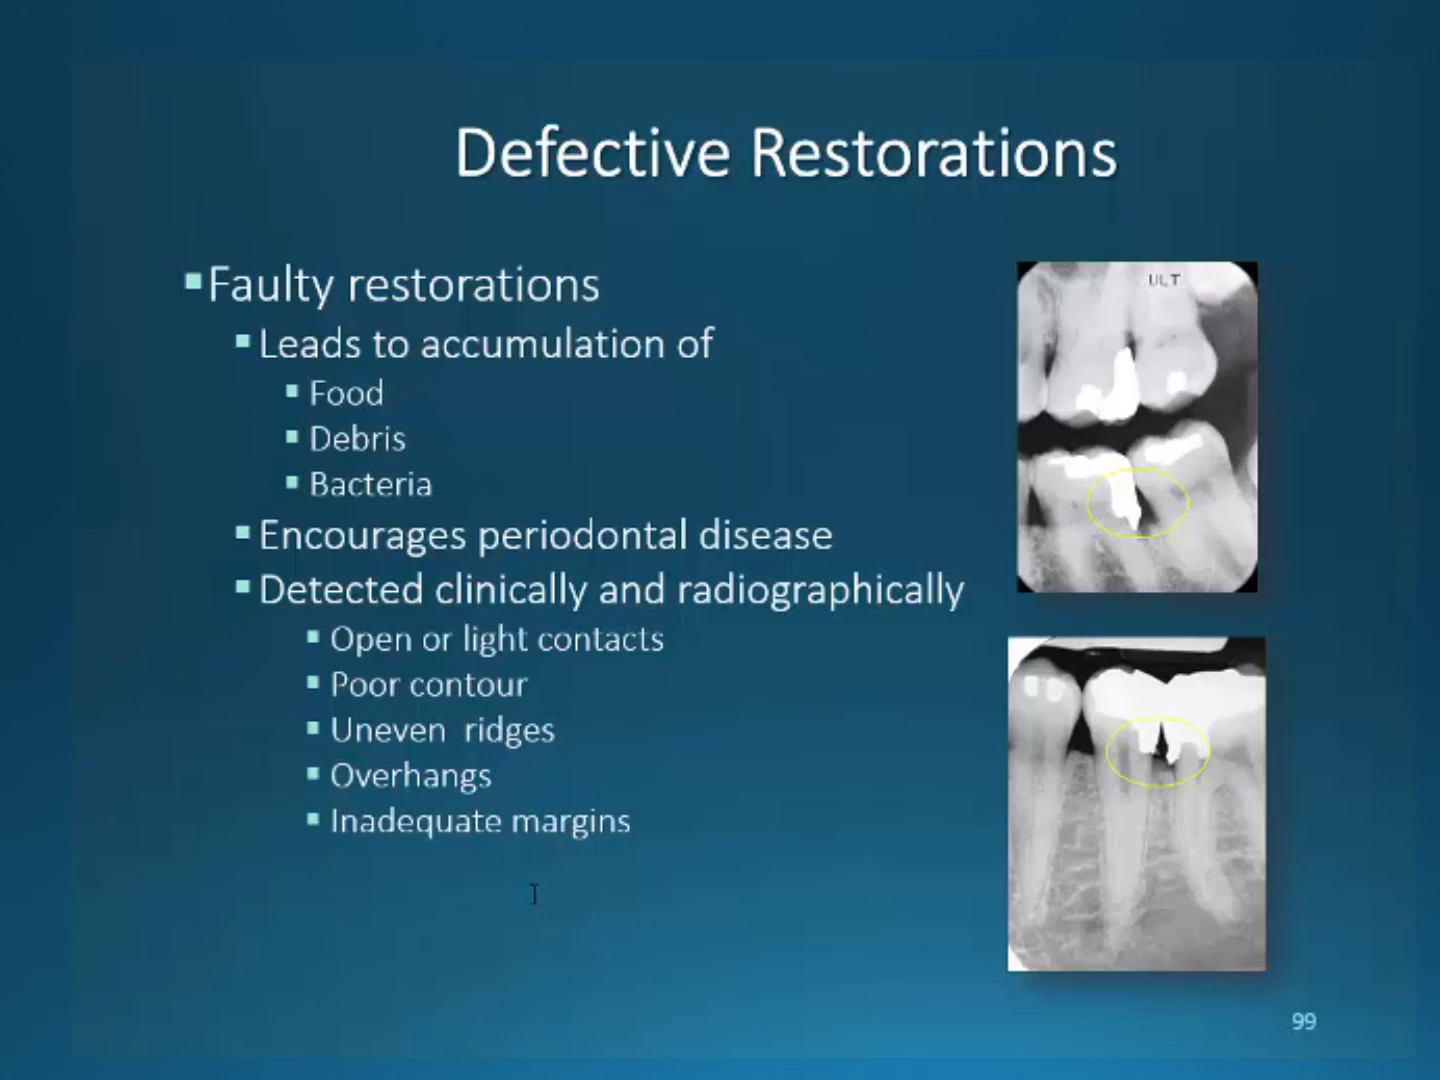 Defective Restorations
Faulty restorations
Leads to accumulation of
Food
Debris
Bacteria
Encourages periodontal disease
Detected clinically and radiographically
Open or light contacts
Poor contour
Uneven ridges
Overhangs
Inadequate margins
ULT
99